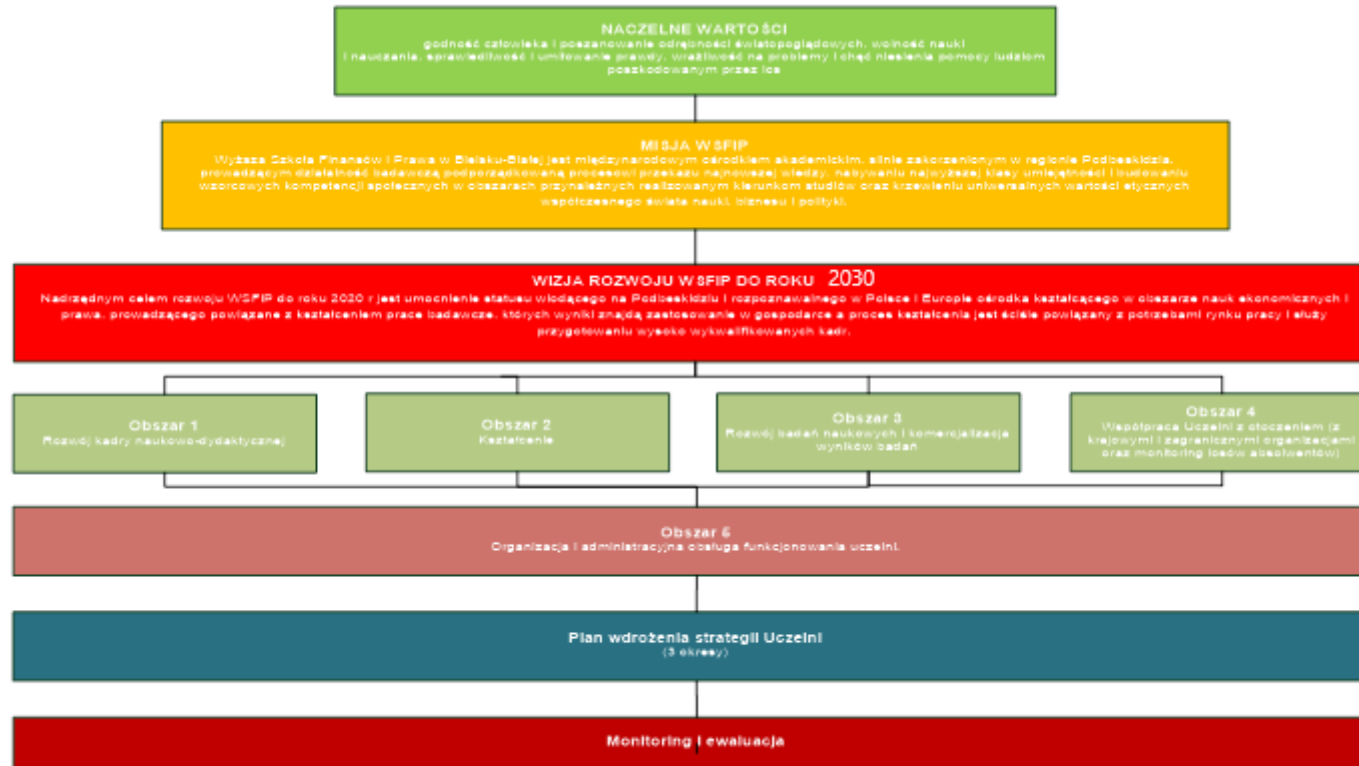 NACZELNE WARTOŚCI
godność człowieka i poszanowanie odrębności światopoglądowych, wolność nauki
i nauczania, sprawiedliwość i umiłowanie prawdy, wrażliwość na problemy i chęć niesienia pomocy ludziom
poszkodowanym przez los
MISJA WSFIP
Wyższa Szkoła Finansów i Prawa w Bielsku-Białej jest międzynarodowym ośrodkiem akademickim, silnie zakorzenionym w regionie Podbeskidzia,
prowadzącym działalność badawczą podporządkowaną procesowi przekazu najnowszej wiedzy, nabywaniu najwyższej klasy umiejętności i budowaniu
wzorcowych kompetencji społecznych w obszarach przynależnych realizowanym kierunkom studiów oraz krzewieniu uniwersalnych wartości etycznych
współczesnego świata nauki, biznesu i polityki.
WIZJA ROZWOJU WSFIP DO ROKU 2030
Nadrzędnym celem rozwoju WSFIP do roku 2020 r jest umocnienie statusu wiodącego na Podbeskidziu i rozpoznawalnego w Polsce i Europie ośrodka kształcącego w obszarze nauk ekonomicznych i
prawa, prowadzącego powiązane z kształceniem prace badawcze, których wyniki znajdą zastosowanie w gospodarce a proces kształcenia jest ściśle powiązany z potrzebami rynku pracy i służy
przygotowaniu wysoko wykwalifikowanych kadr.
Obszar 1
Rozwój kadry naukowo-dydaktycznej
Obszar 2
Kształcenie
Obszar 3
Rozwój badań naukowych i komercjalizacja
wyników badań
Obszar 4
Współpraca Uczelni z otoczeniem (z
krajowymi i zagranicznymi organizacjami
oraz monitoring losów absolwentów)
Obszar 5
Organizacja i administracyjna obsługa funkcjonowania uczelni.
Plan wdrożenia strategii Uczelni
(3 okresy)
Monitoring i ewaluacja